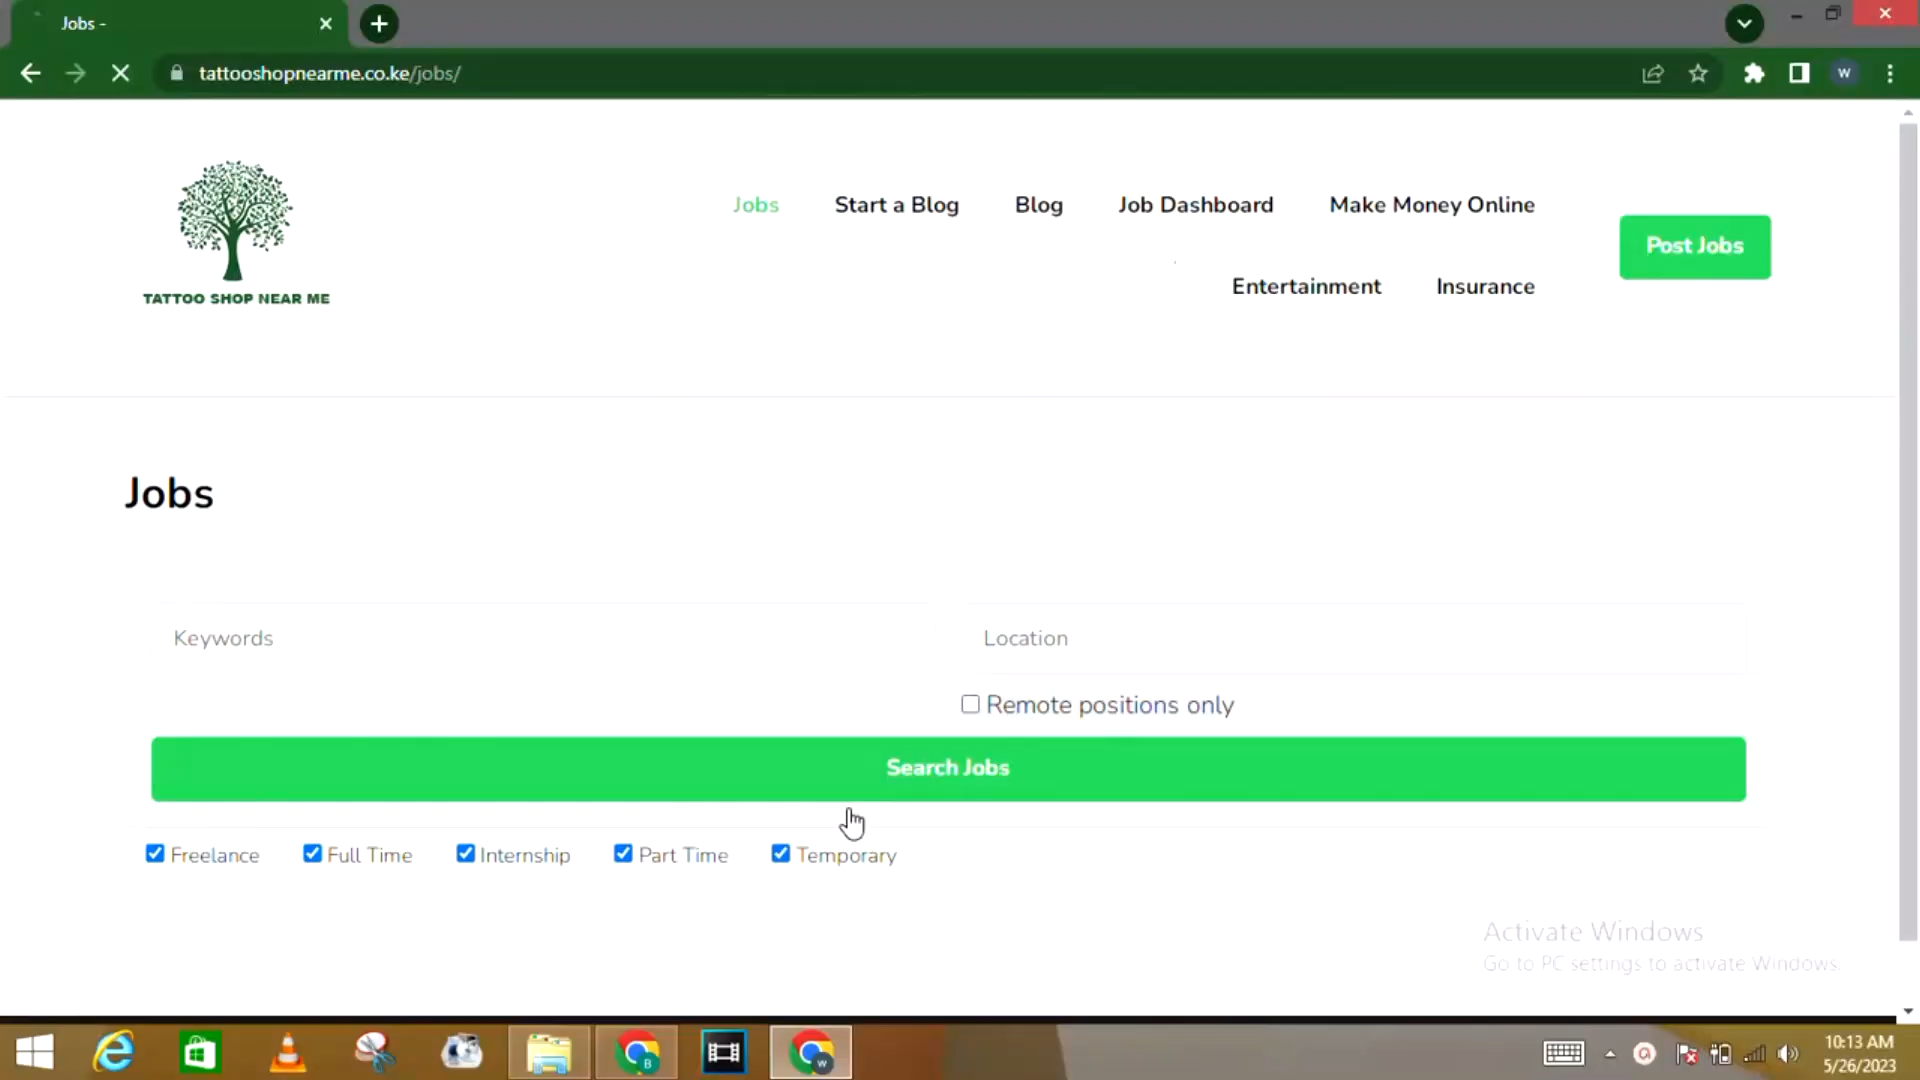 Jobs -
tattooshopnearme.co.ke/jobs/
W
TATTOO SHOP NEAR ME
Jobs
Start a Blog
Blog
Job Dashboard
Make Money Online
Entertainment
Insurance
Post Jobs
Jobs
Keywords
Location
Remote positions only
Search Jobs
Freelance
Full Time
Internship
Part Time
Temporary
Activate Windows
Go to PC settings to activate Windows.
B
W
10:13 AM
5/26/2023